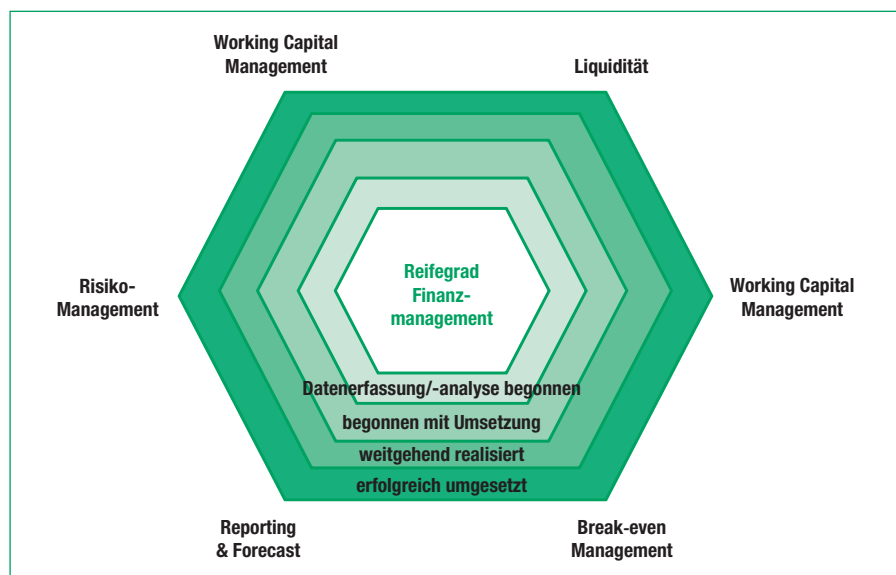 Working Capital
Management
Liquidität
Risiko-
Management
Reifegrad
Finanz-
management
Working Capital
Management
Datenerfassung/-analyse begonnen
begonnen mit Umsetzung
weitgehend realisiert
erfolgreich umgesetzt
Reporting
& Forecast
Break-even
Management